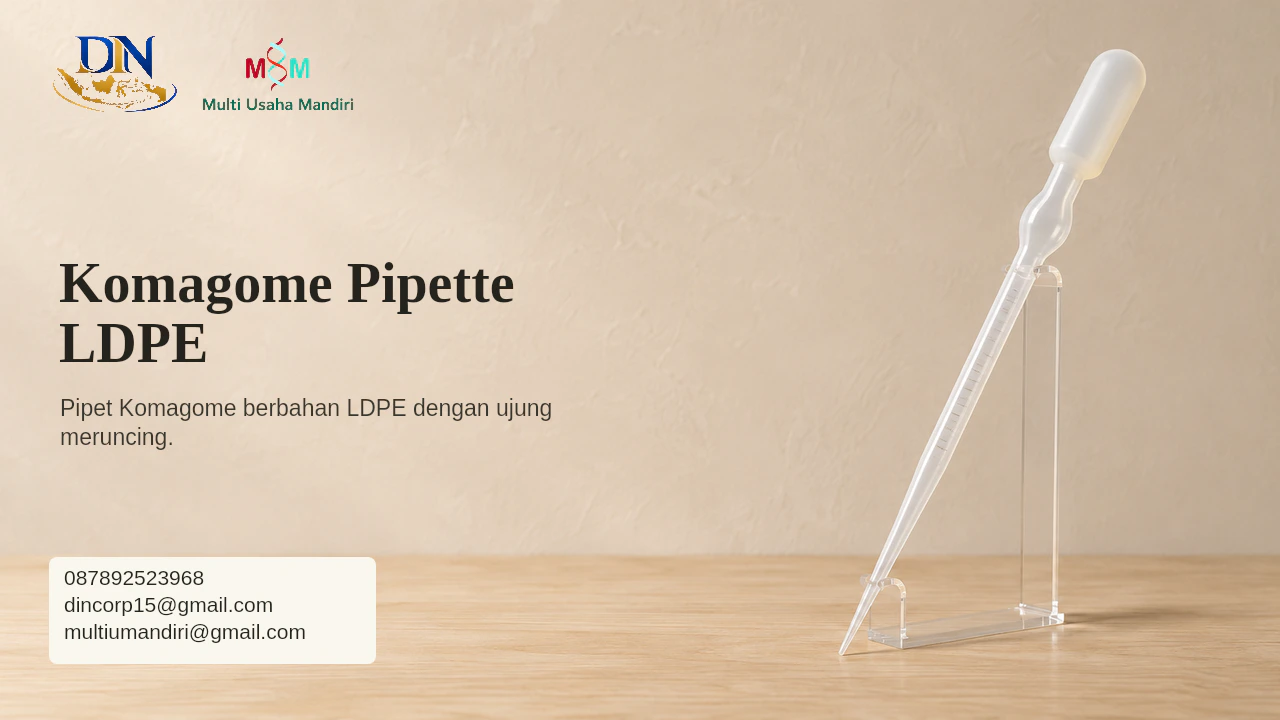 DIN
MSM
Multi Usaha Mandiri
Komagome Pipette
LDPE
Pipet Komagome berbahan LDPE dengan ujung
meruncing.
087892523968
dincorp15@gmail.com
multiumandiri@gmail.com